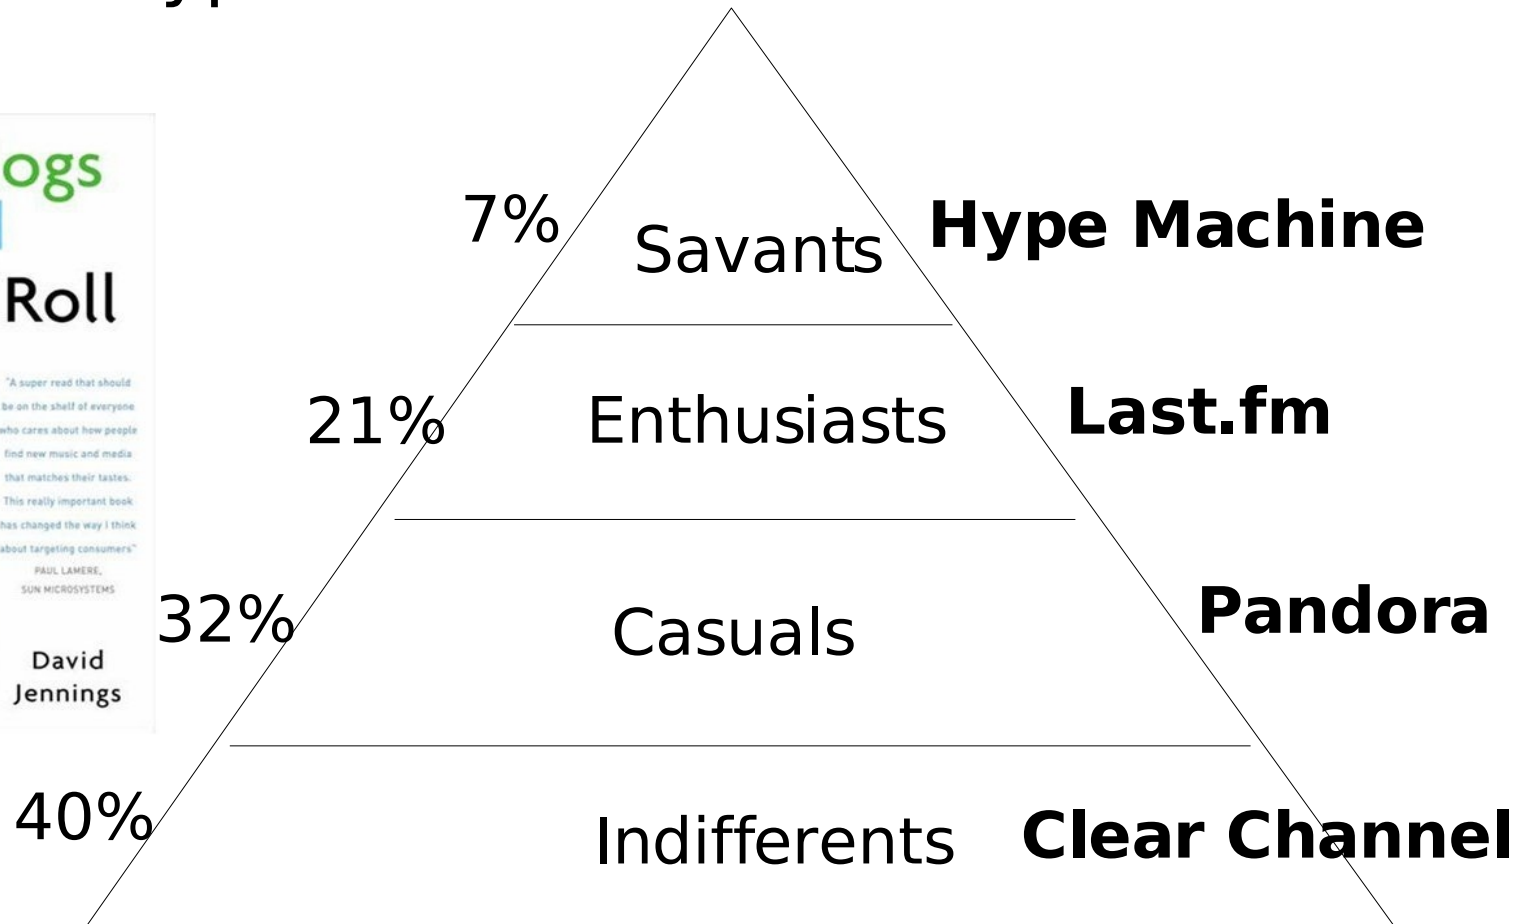 ogs
Roll
"A super read that should
be on the shelf of everyone
who cares about how people
find new music and media
that matches their tastes.
This really important book
has changed the way I think
about targeting consumers"
PAUL LAMERE,
SUN MICROSYSTEMS
David
Jennings
7%
Savants
Hype Machine
21%
Enthusiasts
Last.fm
32%
Casuals
Pandora
40%
Indifferents
Clear Channel